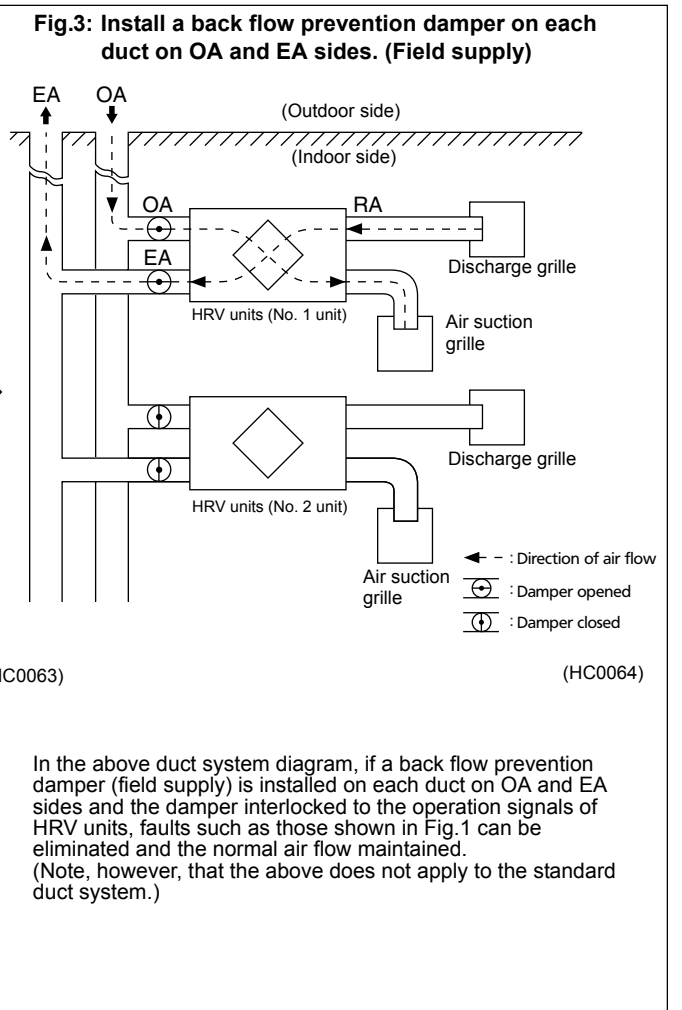 Fig.3: Install a back flow prevention damper on each
duct on OA and EA sides. (Field supply)
EA
OA
(Outdoor side)
(Indoor side)
OA
RA
EA
Discharge grille
HRV units (No. 1 unit)
Air suction
grille
Discharge grille
HRV units (No. 2 unit)
Air suction
grille
: Direction of air flow
: Damper opened
: Damper closed
C0063)
(HC0064)
In the above duct system diagram, if a back flow prevention
damper (field supply) is installed on each duct on OA and EA
sides and the damper interlocked to the operation signals of
HRV units, faults such as those shown in Fig.1 can be
eliminated and the normal air flow maintained.
(Note, however, that the above does not apply to the standard
duct system.)